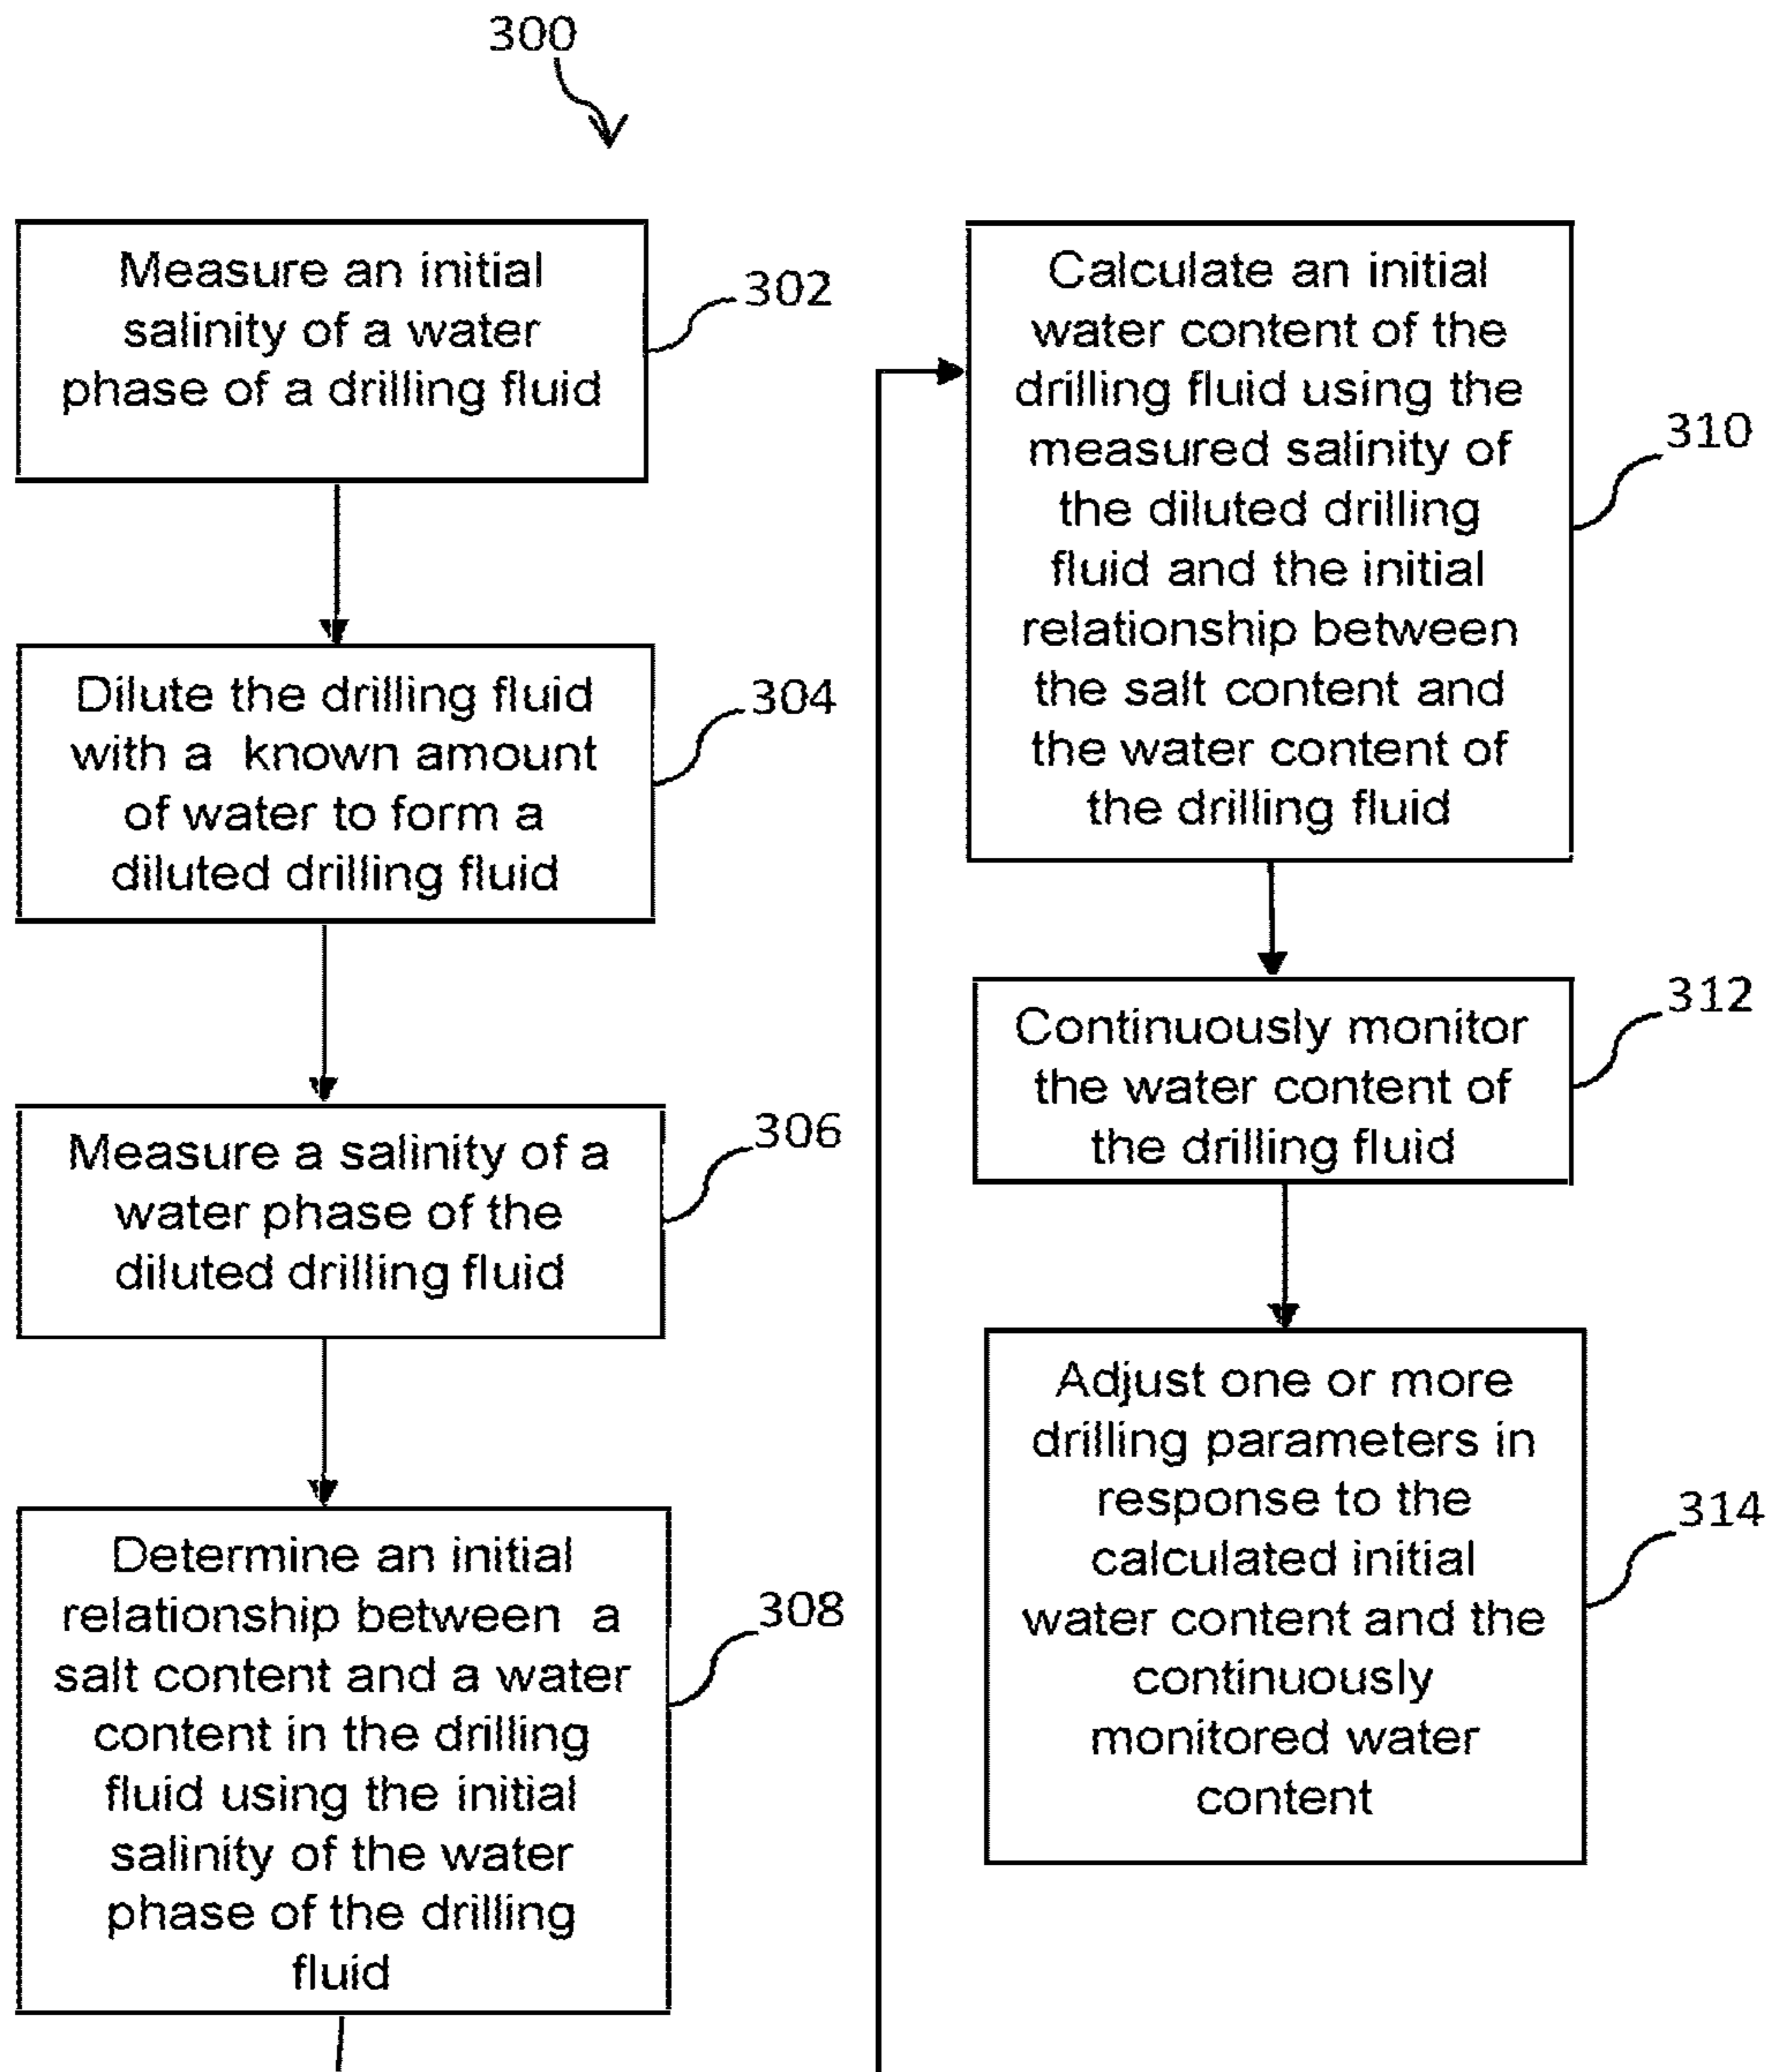 300
Measure an initial
salinity of a water
phase of a drilling fluid
302
Dilute the drilling fluid
with a known amount
of water to form a
diluted drilling fluid
304
Measure a salinity of a
water phase of the
diluted drilling fluid
306
Determine an initial
relationship between a
salt content and a water
content in the drilling
fluid using the initial
salinity of the water
phase of the drilling
fluid
308
Calculate an initial
water content of the
drilling fluid using the
measured salinity of
the diluted drilling
fluid and the initial
relationship between
the salt content and
the water content of
the drilling fluid
310
Continuously monitor
the water content of
the drilling fluid
312
Adjust one or more
drilling parameters in
response to the
calculated initial
water content and the
continuously
monitored water
content
314